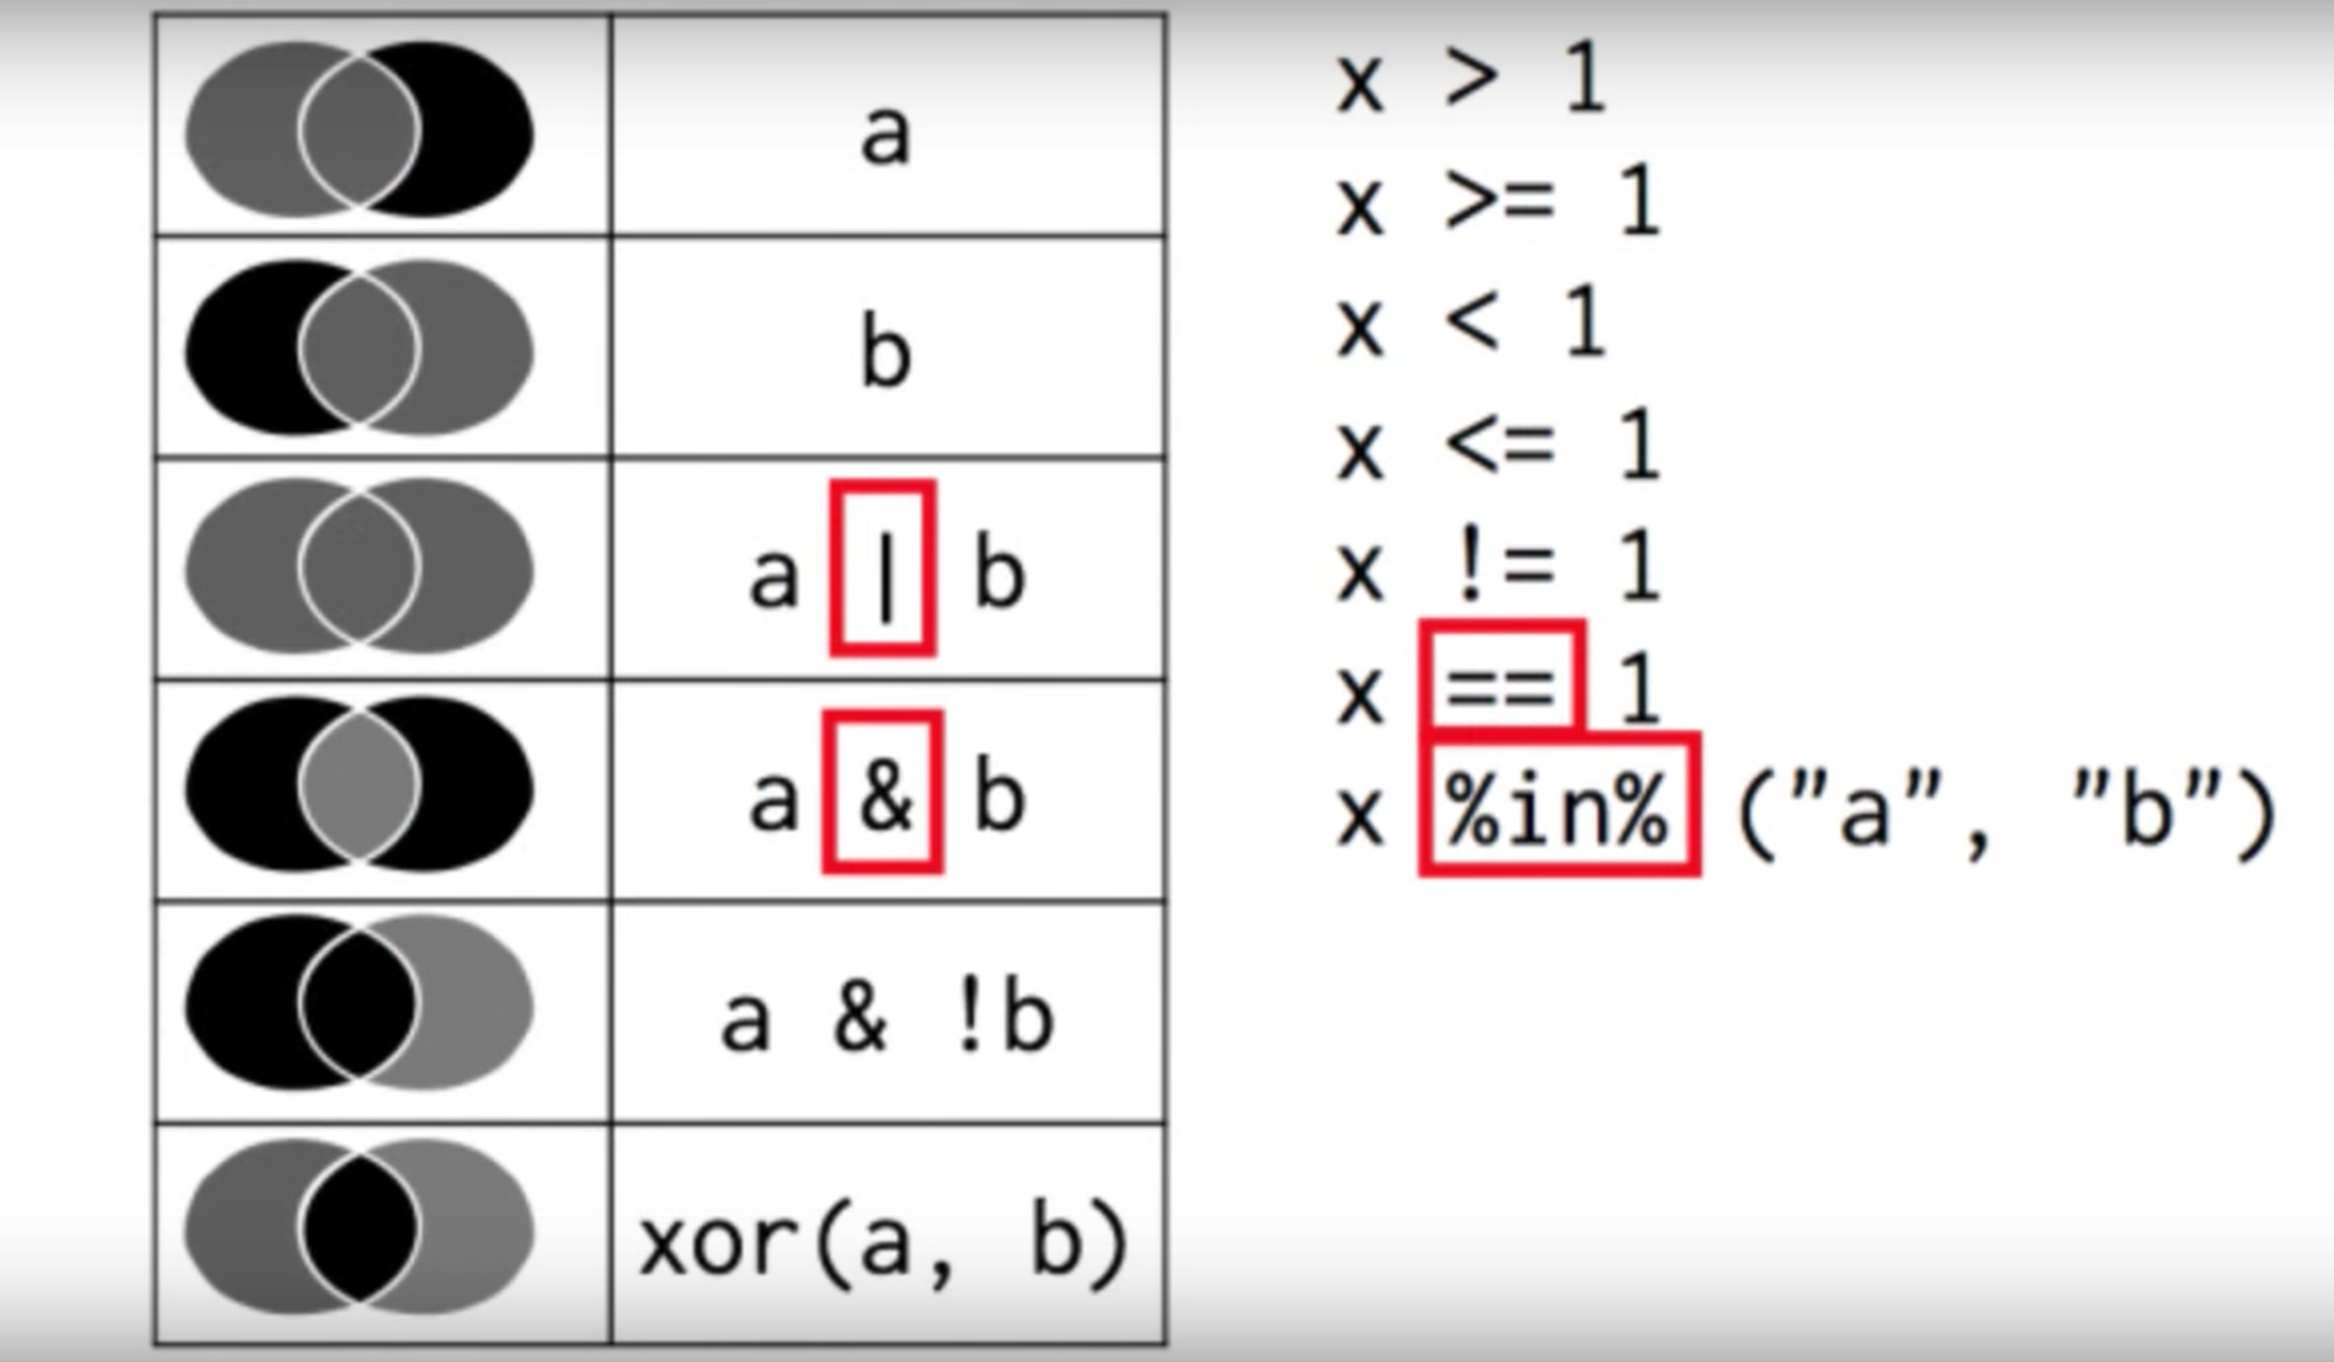 a
b
a | b
a & b
a & !b
xor(a, b)
x > 1
x >= 1
x < 1
x <= 1
x != 1
x == 1
x %in% ("a", "b")